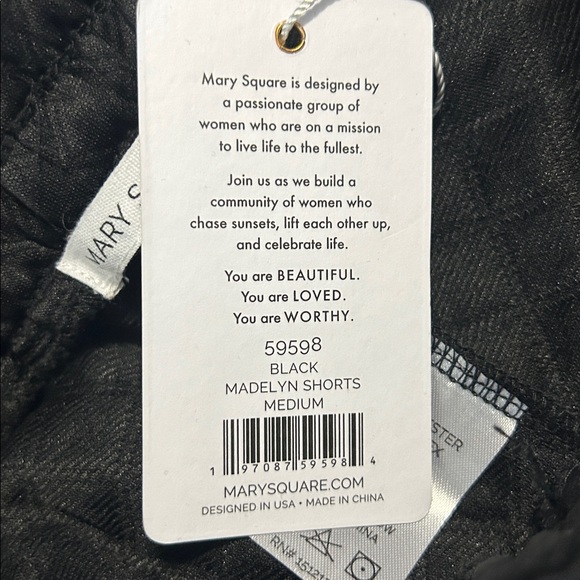 Mary Square is designed by
a passionate group of
women who are on a mission
to live life to the fullest.
Join us as we build a
community of women who
chase sunsets, lift each other up,
and celebrate life.
You are BEAUTIFUL.
You are LOVED.
You are WORTHY.
59598
BLACK
MADELYN SHORTS
MEDIUM
1 97087 59598 4
MARYSQUARE.COM
DESIGNED IN USA • MADE IN CHINA
MARY S